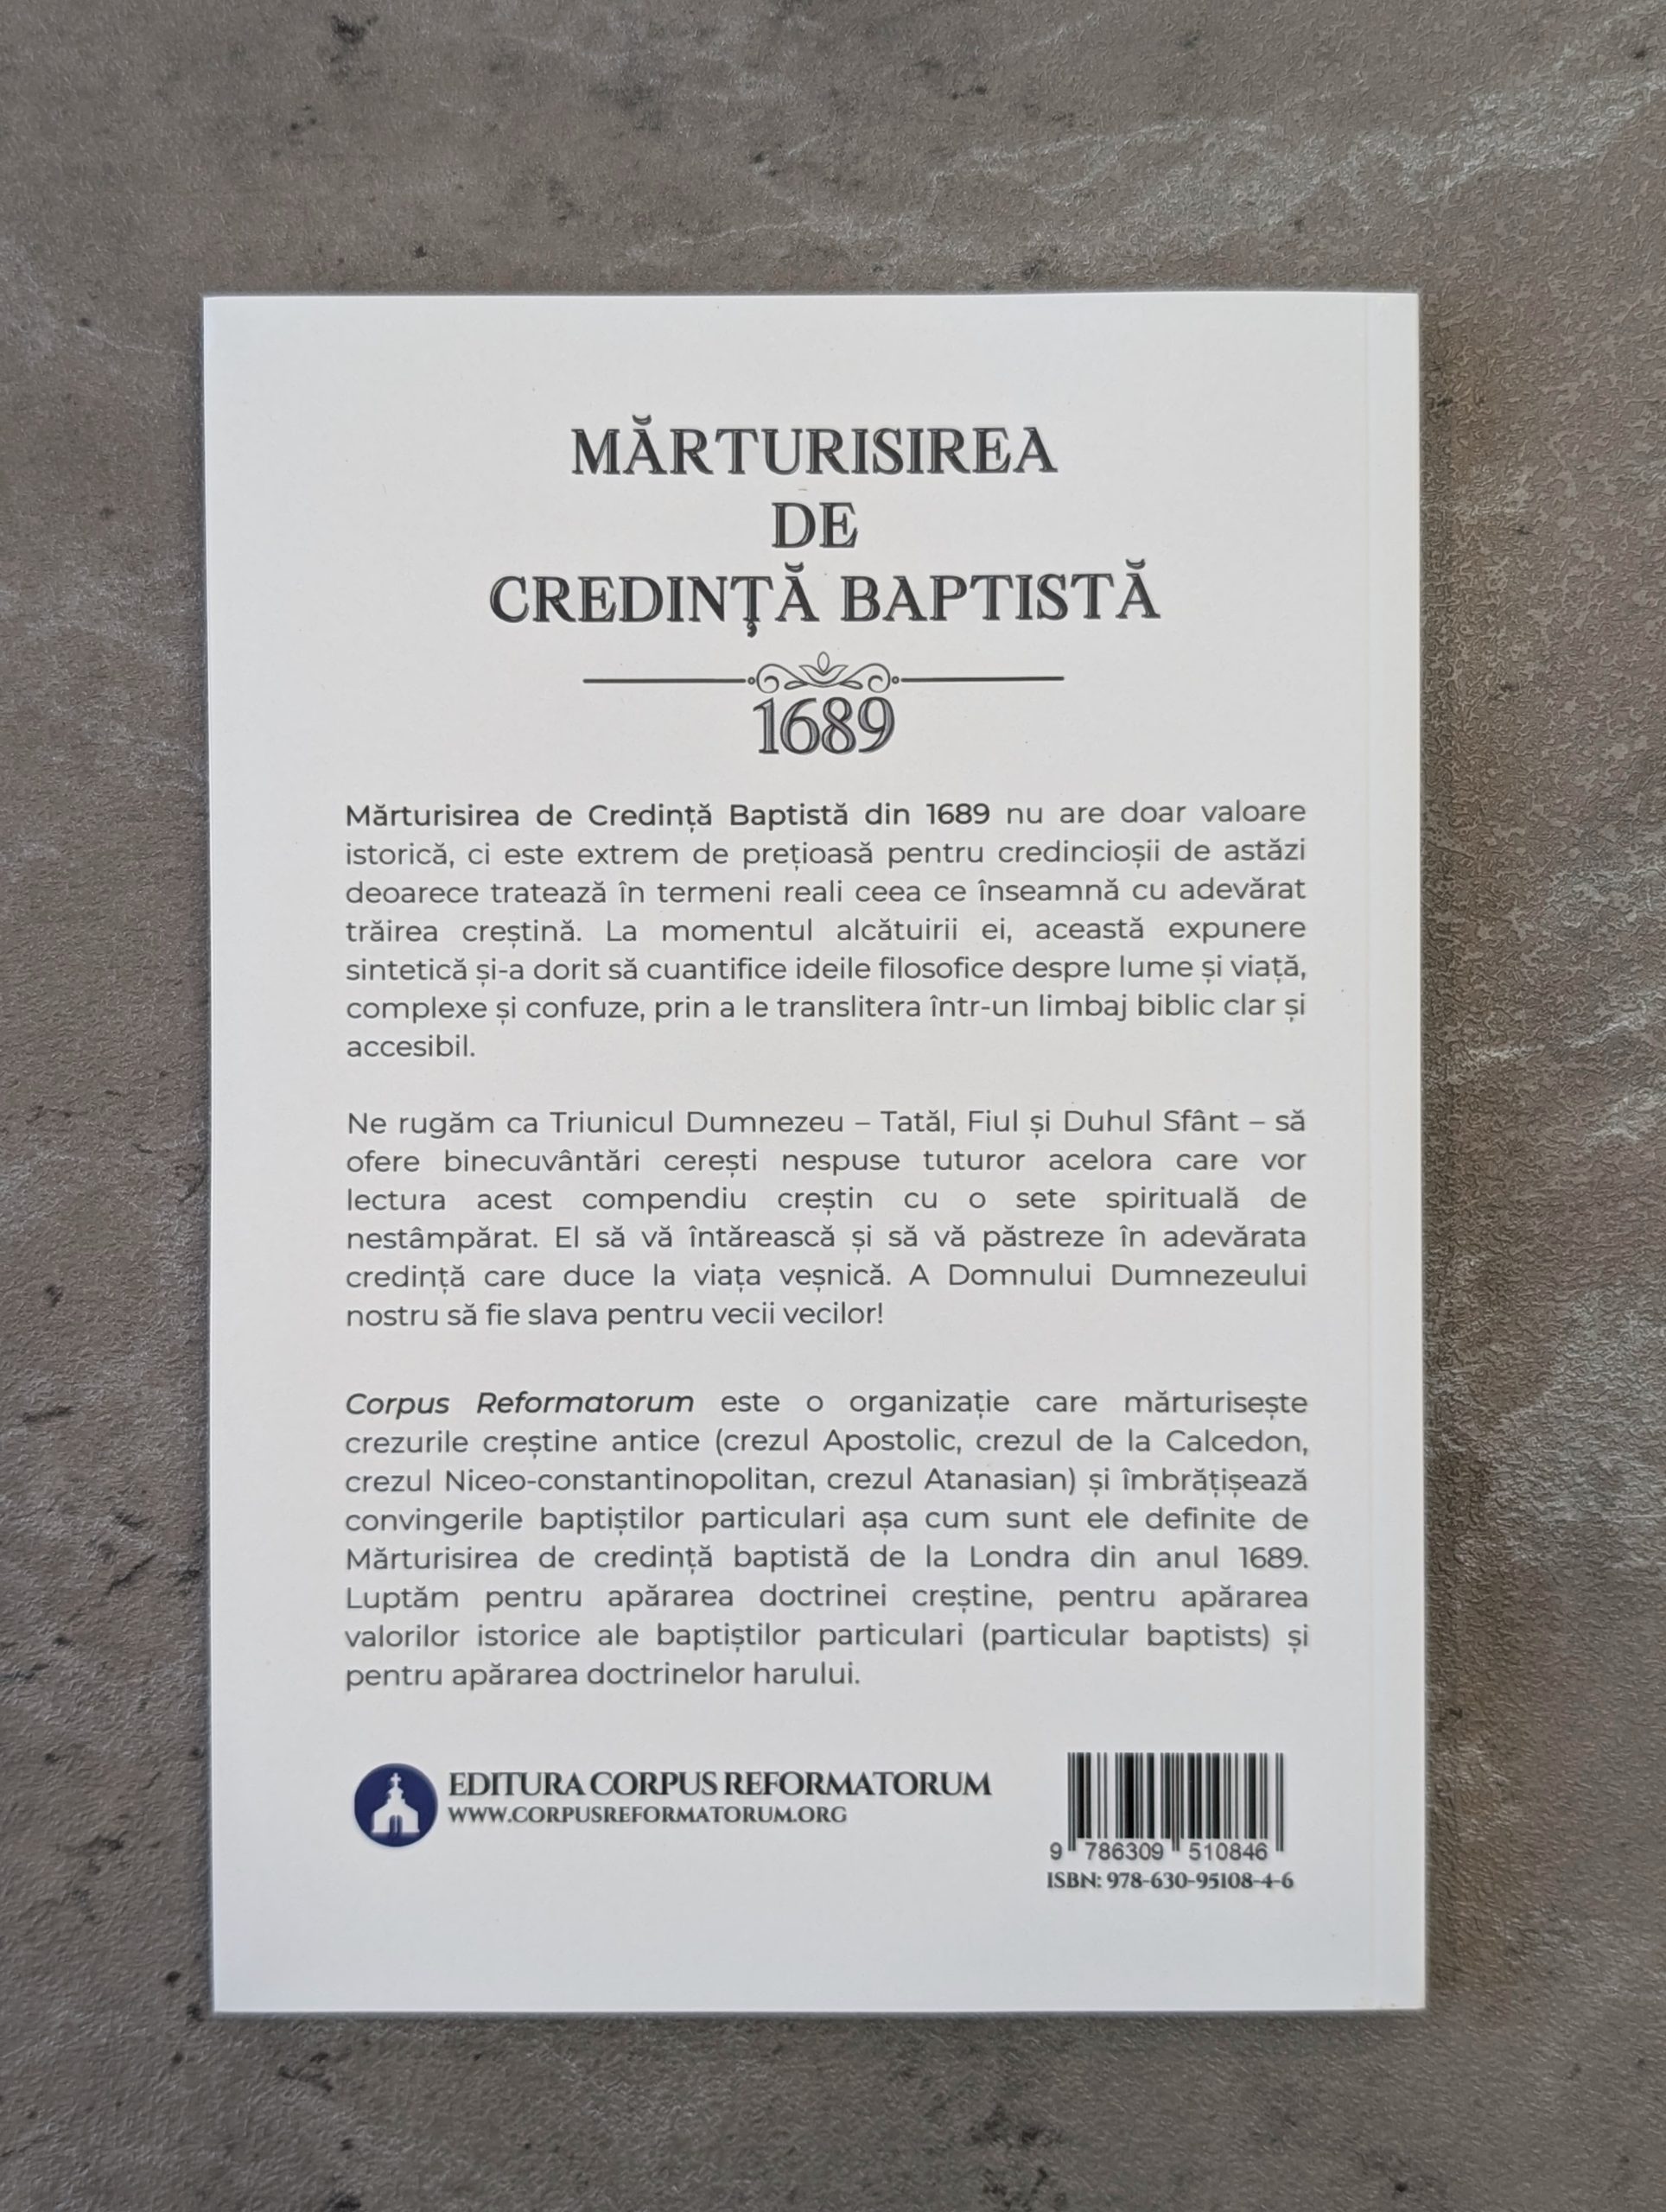 MĂRTURISIREA
DE
CREDINȚĂ BAPTISTĂ
1689
Mărturisirea de Credință Baptistă din 1689 nu are doar valoare
istorică, ci este extrem de prețioasă pentru credincioșii de astăzi
deoarece tratează în termeni reali ceea ce înseamnă cu adevărat
trăirea creștină. La momentul alcătuirii ei, această expunere
sintetică și-a dorit să cuantifice ideile filosofice despre lume și viață,
complexe și confuze, prin a le translitera într-un limbaj biblic clar și
accesibil.
Ne rugăm ca Triunicul Dumnezeu – Tatăl, Fiul și Duhul Sfânt – să
ofere binecuvântări cerești nespuse tuturor acelora care vor
lectura acest compendiu creștin cu o sete spirituală de
nestâmpărat. El să vă întărească și să vă păstreze în adevărata
credință care duce la viața veșnică. A Domnului Dumnezeului
nostru să fie slava pentru vecii vecilor!
Corpus Reformatorum este o organizație care mărturisește
crezurile creștine antice (crezul Apostolic, crezul de la Calcedon,
crezul Niceo-constantinopolitan, crezul Atanasian) și îmbrățișează
convingerile baptiștilor particulari așa cum sunt ele definite de
Mărturisirea de credință baptistă de la Londra din anul 1689.
Luptăm pentru apărarea doctrinei creștine, pentru apărarea
valorilor istorice ale baptiștilor particulari (particular baptists) și
pentru apărarea doctrinelor harului.
EDITURA CORPUS REFORMATORUM
WWW.CORPUSREFORMATORUM.ORG
9 786309 510846
ISBN: 978-630-95108-4-6